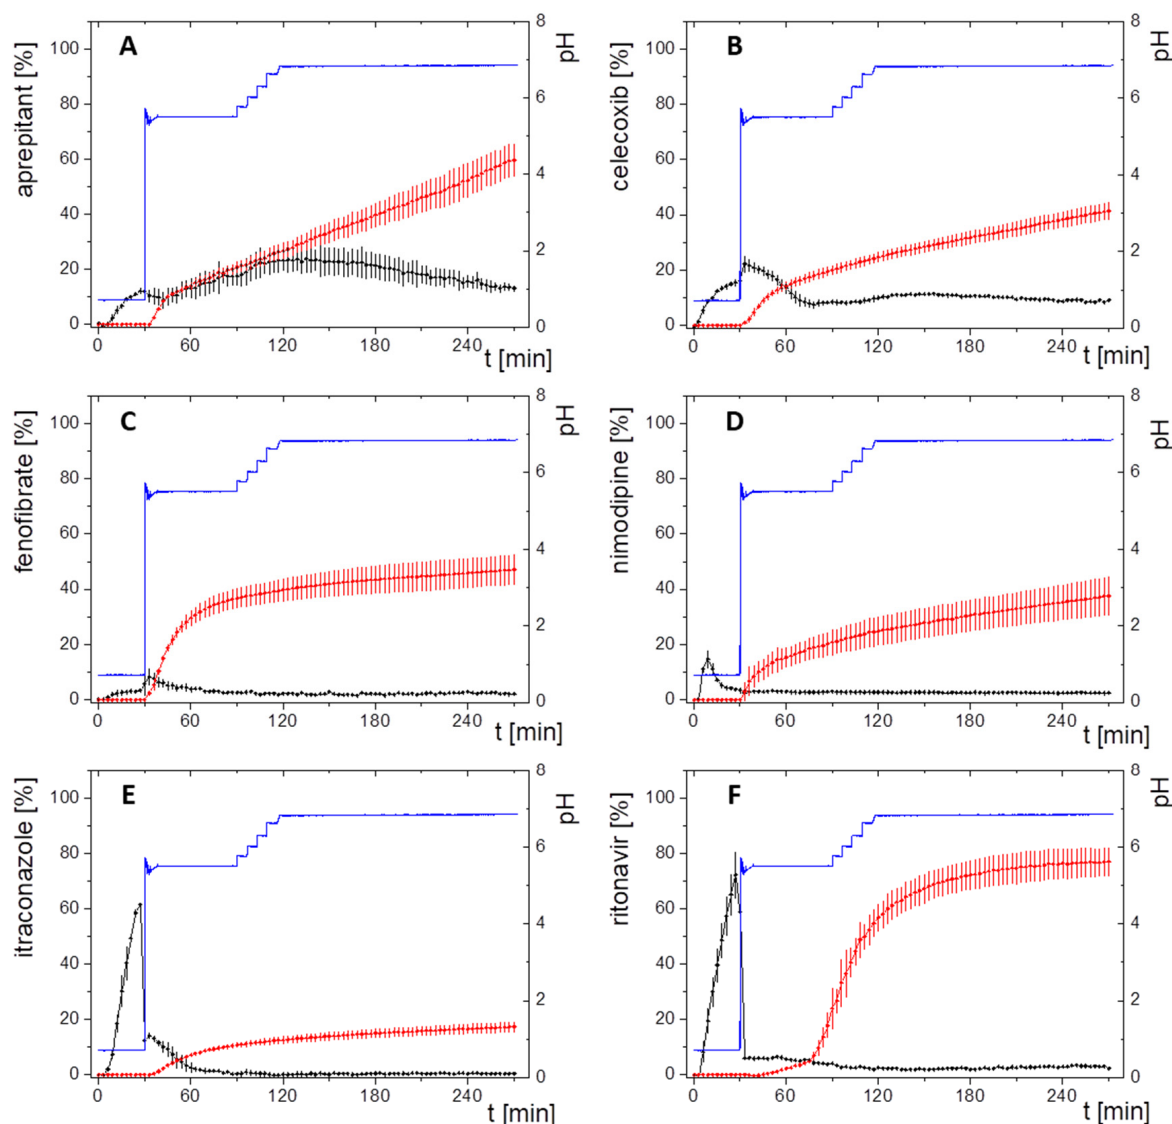 A
aprepitant [%]
100
80
60
40
20
0
0 60 120 180 240
t [min]
8
6
4
2
0
pH
B
celecoxib [%]
100
80
60
40
20
0
0 60 120 180 240
t [min]
8
6
4
2
0
pH
C
fenofibrate [%]
100
80
60
40
20
0
0 60 120 180 240
t [min]
8
6
4
2
0
pH
D
nimodipine [%]
100
80
60
40
20
0
0 60 120 180 240
t [min]
8
6
4
2
0
pH
E
itraconazole [%]
100
80
60
40
20
0
0 60 120 180 240
t [min]
8
6
4
2
0
pH
F
ritonavir [%]
100
80
60
40
20
0
0 60 120 180 240
t [min]
8
6
4
2
0
pH